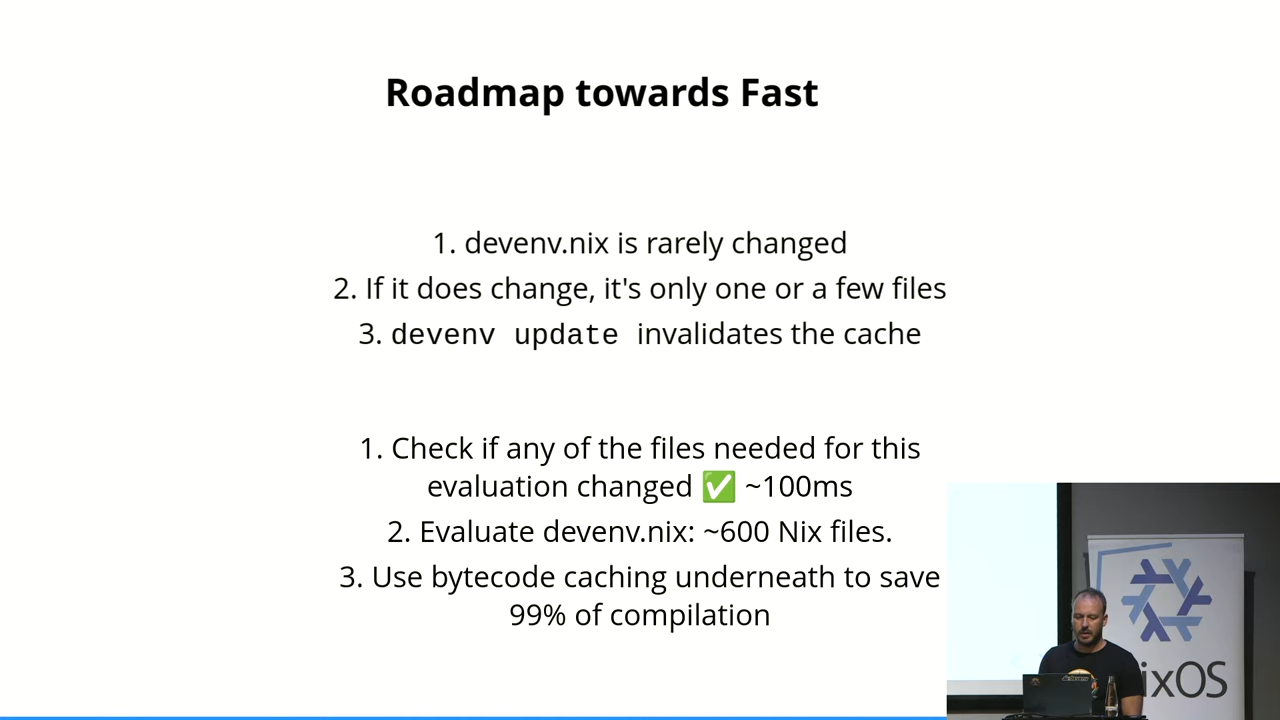 Roadmap towards Fast
1. devenv.nix is rarely changed
2. If it does change, it's only one or a few files
3. devenv update invalidates the cache
1. Check if any of the files needed for this
evaluation changed ✅ ~100ms
2. Evaluate devenv.nix: ~600 Nix files.
3. Use bytecode caching underneath to save
99% of compilation
ixOS